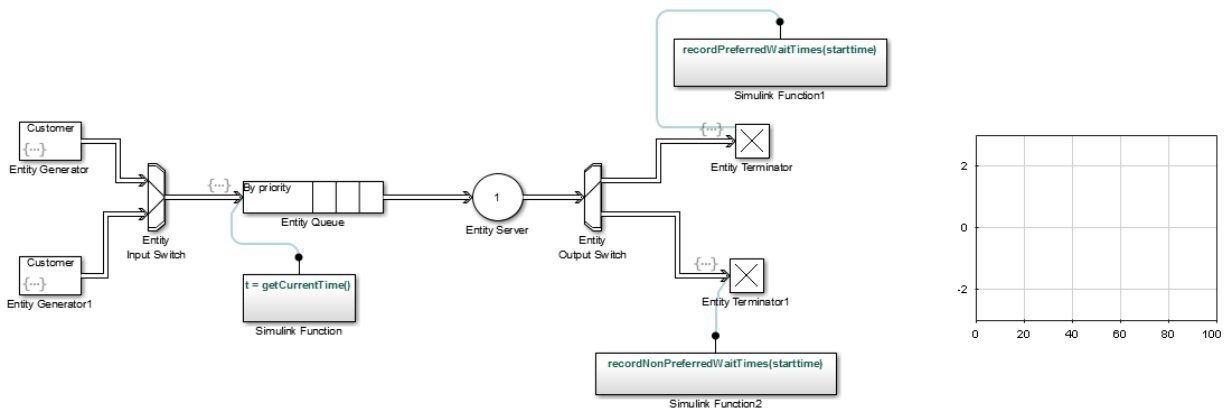 recordPreferredWaitTimes(starttime)
Simulink Function1
Customer
{...}
Entity Generator
{...}
By priority
Entity Queue
1
Entity Server
{...}
Entity Terminator
Entity
Input Switch
Entity
Output Switch
Customer
{...}
Entity Generator1
t = getCurrentTime()
Simulink Function
{...}
Entity Terminator1
recordNonPreferredWaitTimes(starttime)
Simulink Function2
2
0
-2
0 20 40 60 80 100